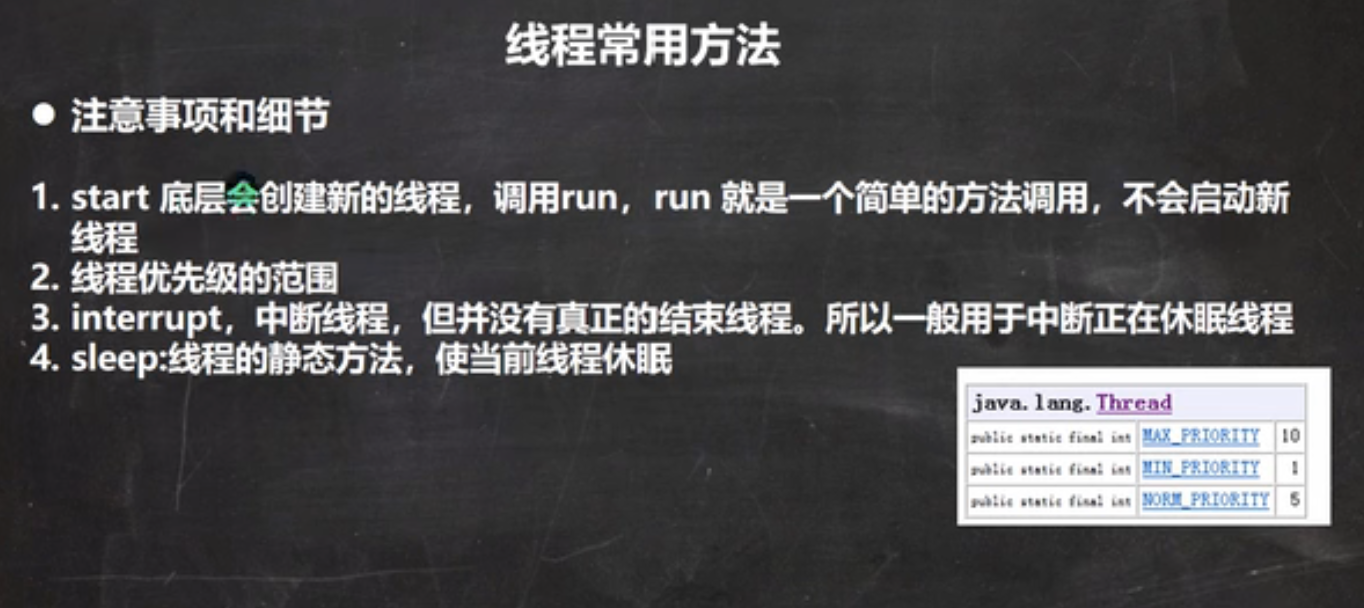 线程常用方法
● 注意事项和细节
1. start 底层会创建新的线程，调用run，run 就是一个简单的方法调用，不会启动新
线程
2. 线程优先级的范围
3. interrupt，中断线程，但并没有真正的结束线程。所以一般用于中断正在休眠线程
4. sleep:线程的静态方法，使当前线程休眠
java.lang.Thread
public static final int MAX_PRIORITY 10
public static final int MIN_PRIORITY 1
public static final int NORM_PRIORITY 5